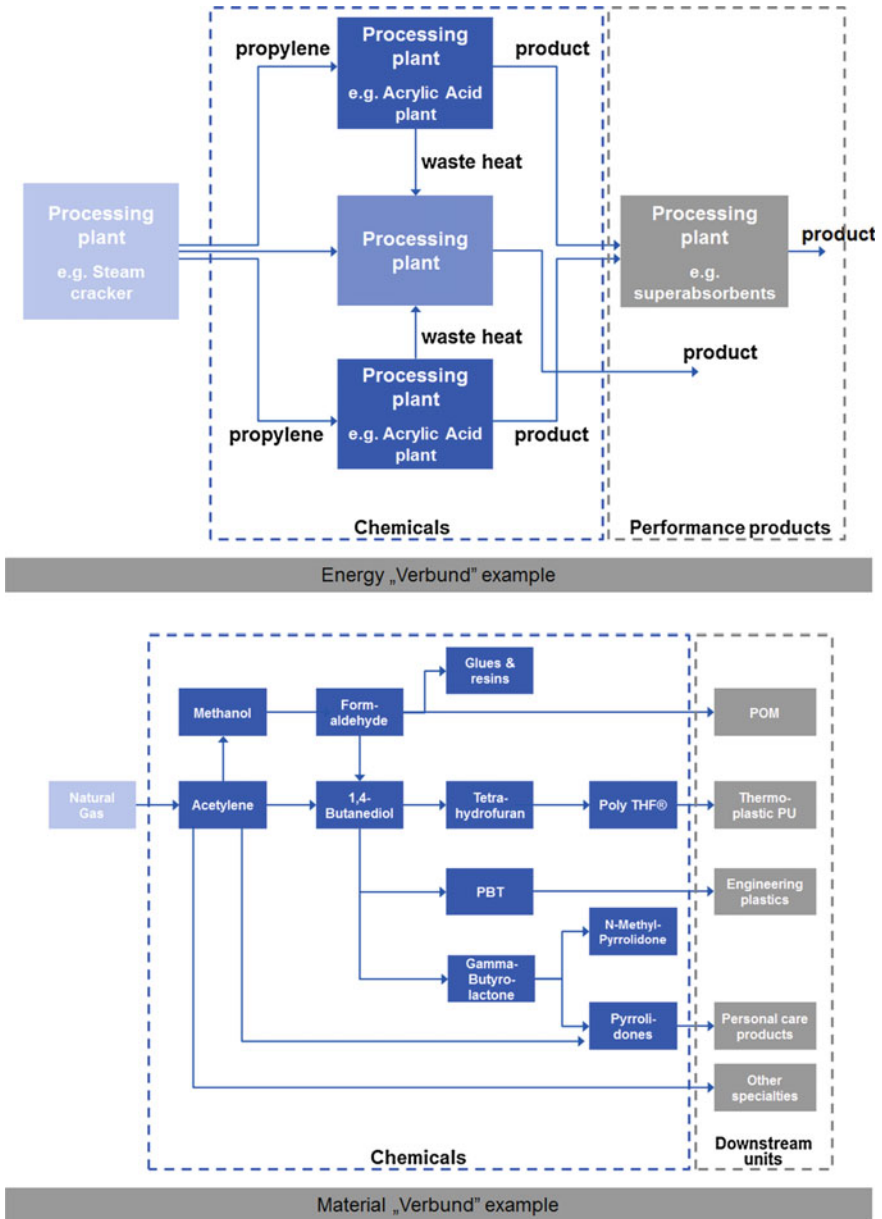 propylene
Processing
plant
e.g. Acrylic Acid
plant
product
waste heat
Processing
plant
e.g. Steam
cracker
Processing
plant
Processing
plant
e.g.
superabsorbents
product
waste heat
product
propylene
Processing
plant
e.g. Acrylic Acid
plant
product
Chemicals
Performance products
Energy „Verbund” example
Glues &
resins
Methanol
Form-
aldehyde
POM
Natural
Gas
Acetylene
1,4-
Butanediol
Tetra-
hydrofuran
Poly THF®
Thermo-
plastic PU
PBT
Engineering
plastics
N-Methyl-
Pyrrolidone
Gamma-
Butyro-
lactone
Pyrroli-
dones
Personal care
products
Other
specialties
Chemicals
Downstream
units
Material „Verbund” example